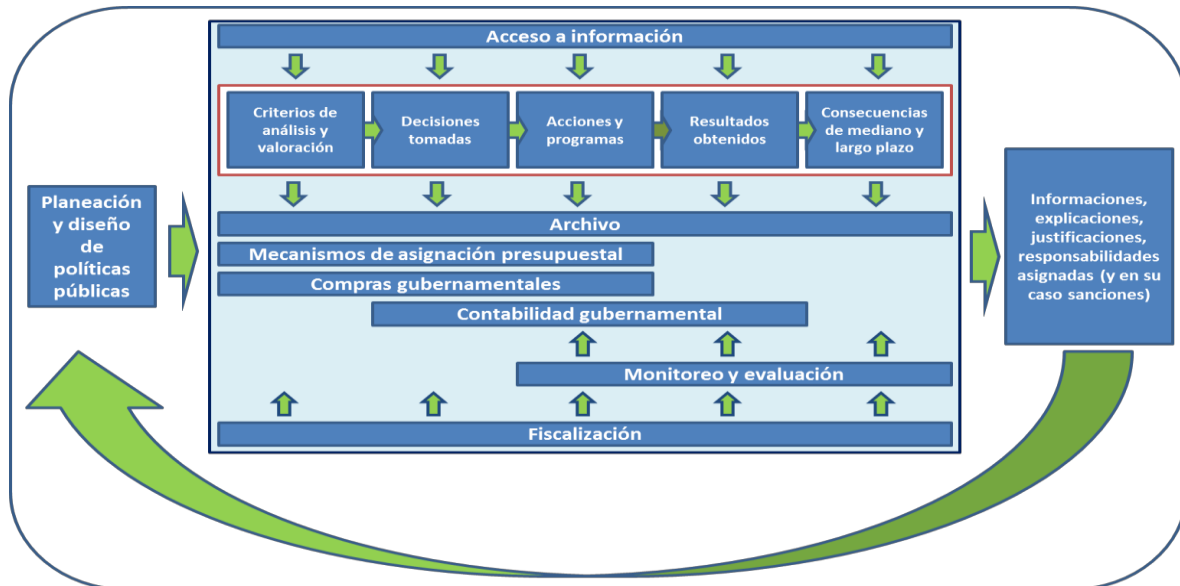 Acceso a información
Criterios de
análisis y
valoración
Decisiones
tomadas
Acciones y
programas
Resultados
obtenidos
Consecuencias
de mediano y
largo plazo
Planeación
y diseño
de
políticas
públicas
Archivo
Mecanismos de asignación presupuestal
Compras gubernamentales
Contabilidad gubernamental
Monitoreo y evaluación
Fiscalización
Informaciones,
explicaciones,
justificaciones,
responsabilidades
asignadas (y en su
caso sanciones)